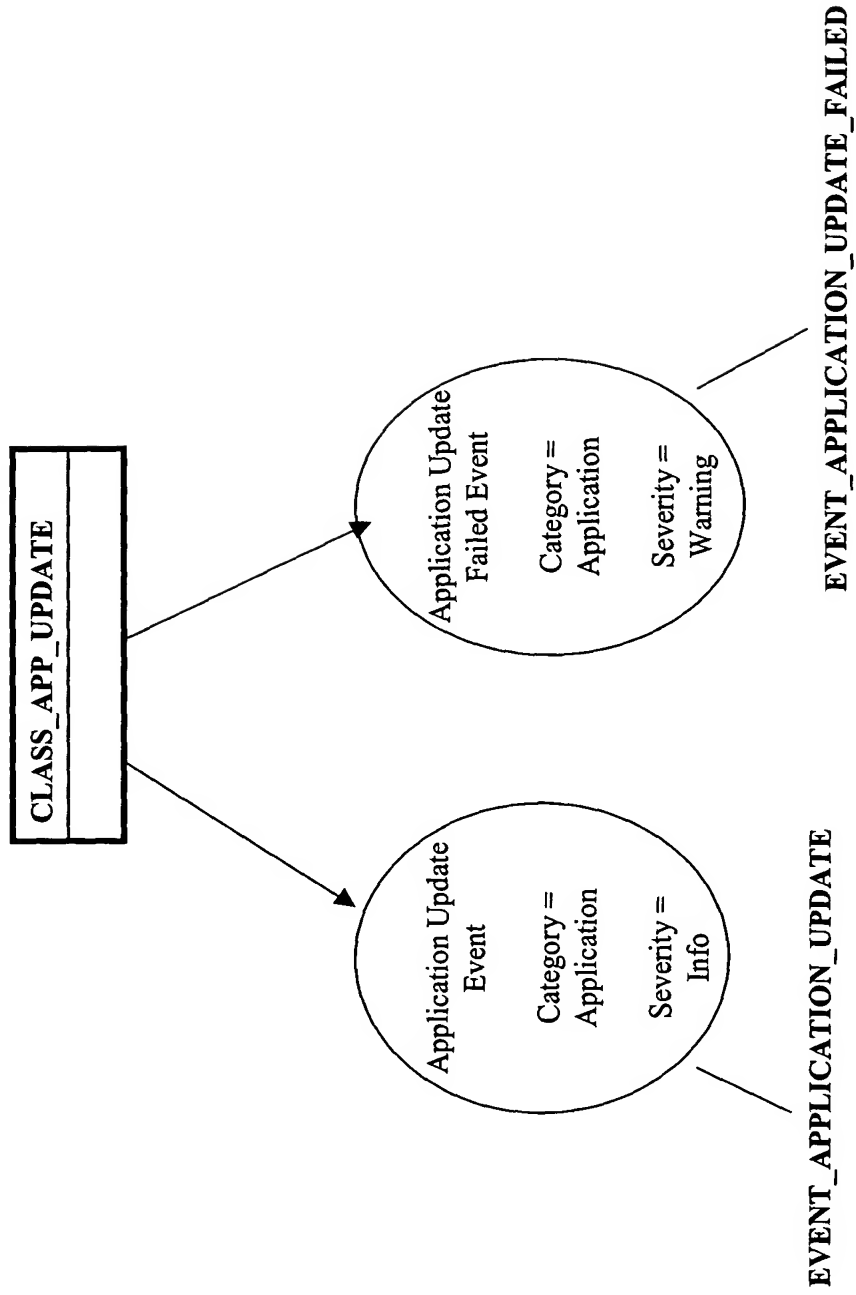 CLASS_APP_UPDATE
Application Update
Event
Category =
Application
Severity =
Info
EVENT_APPLICATION_UPDATE
Application Update
Failed Event
Category =
Application
Severity =
Warning
EVENT_APPLICATION_UPDATE_FAILED